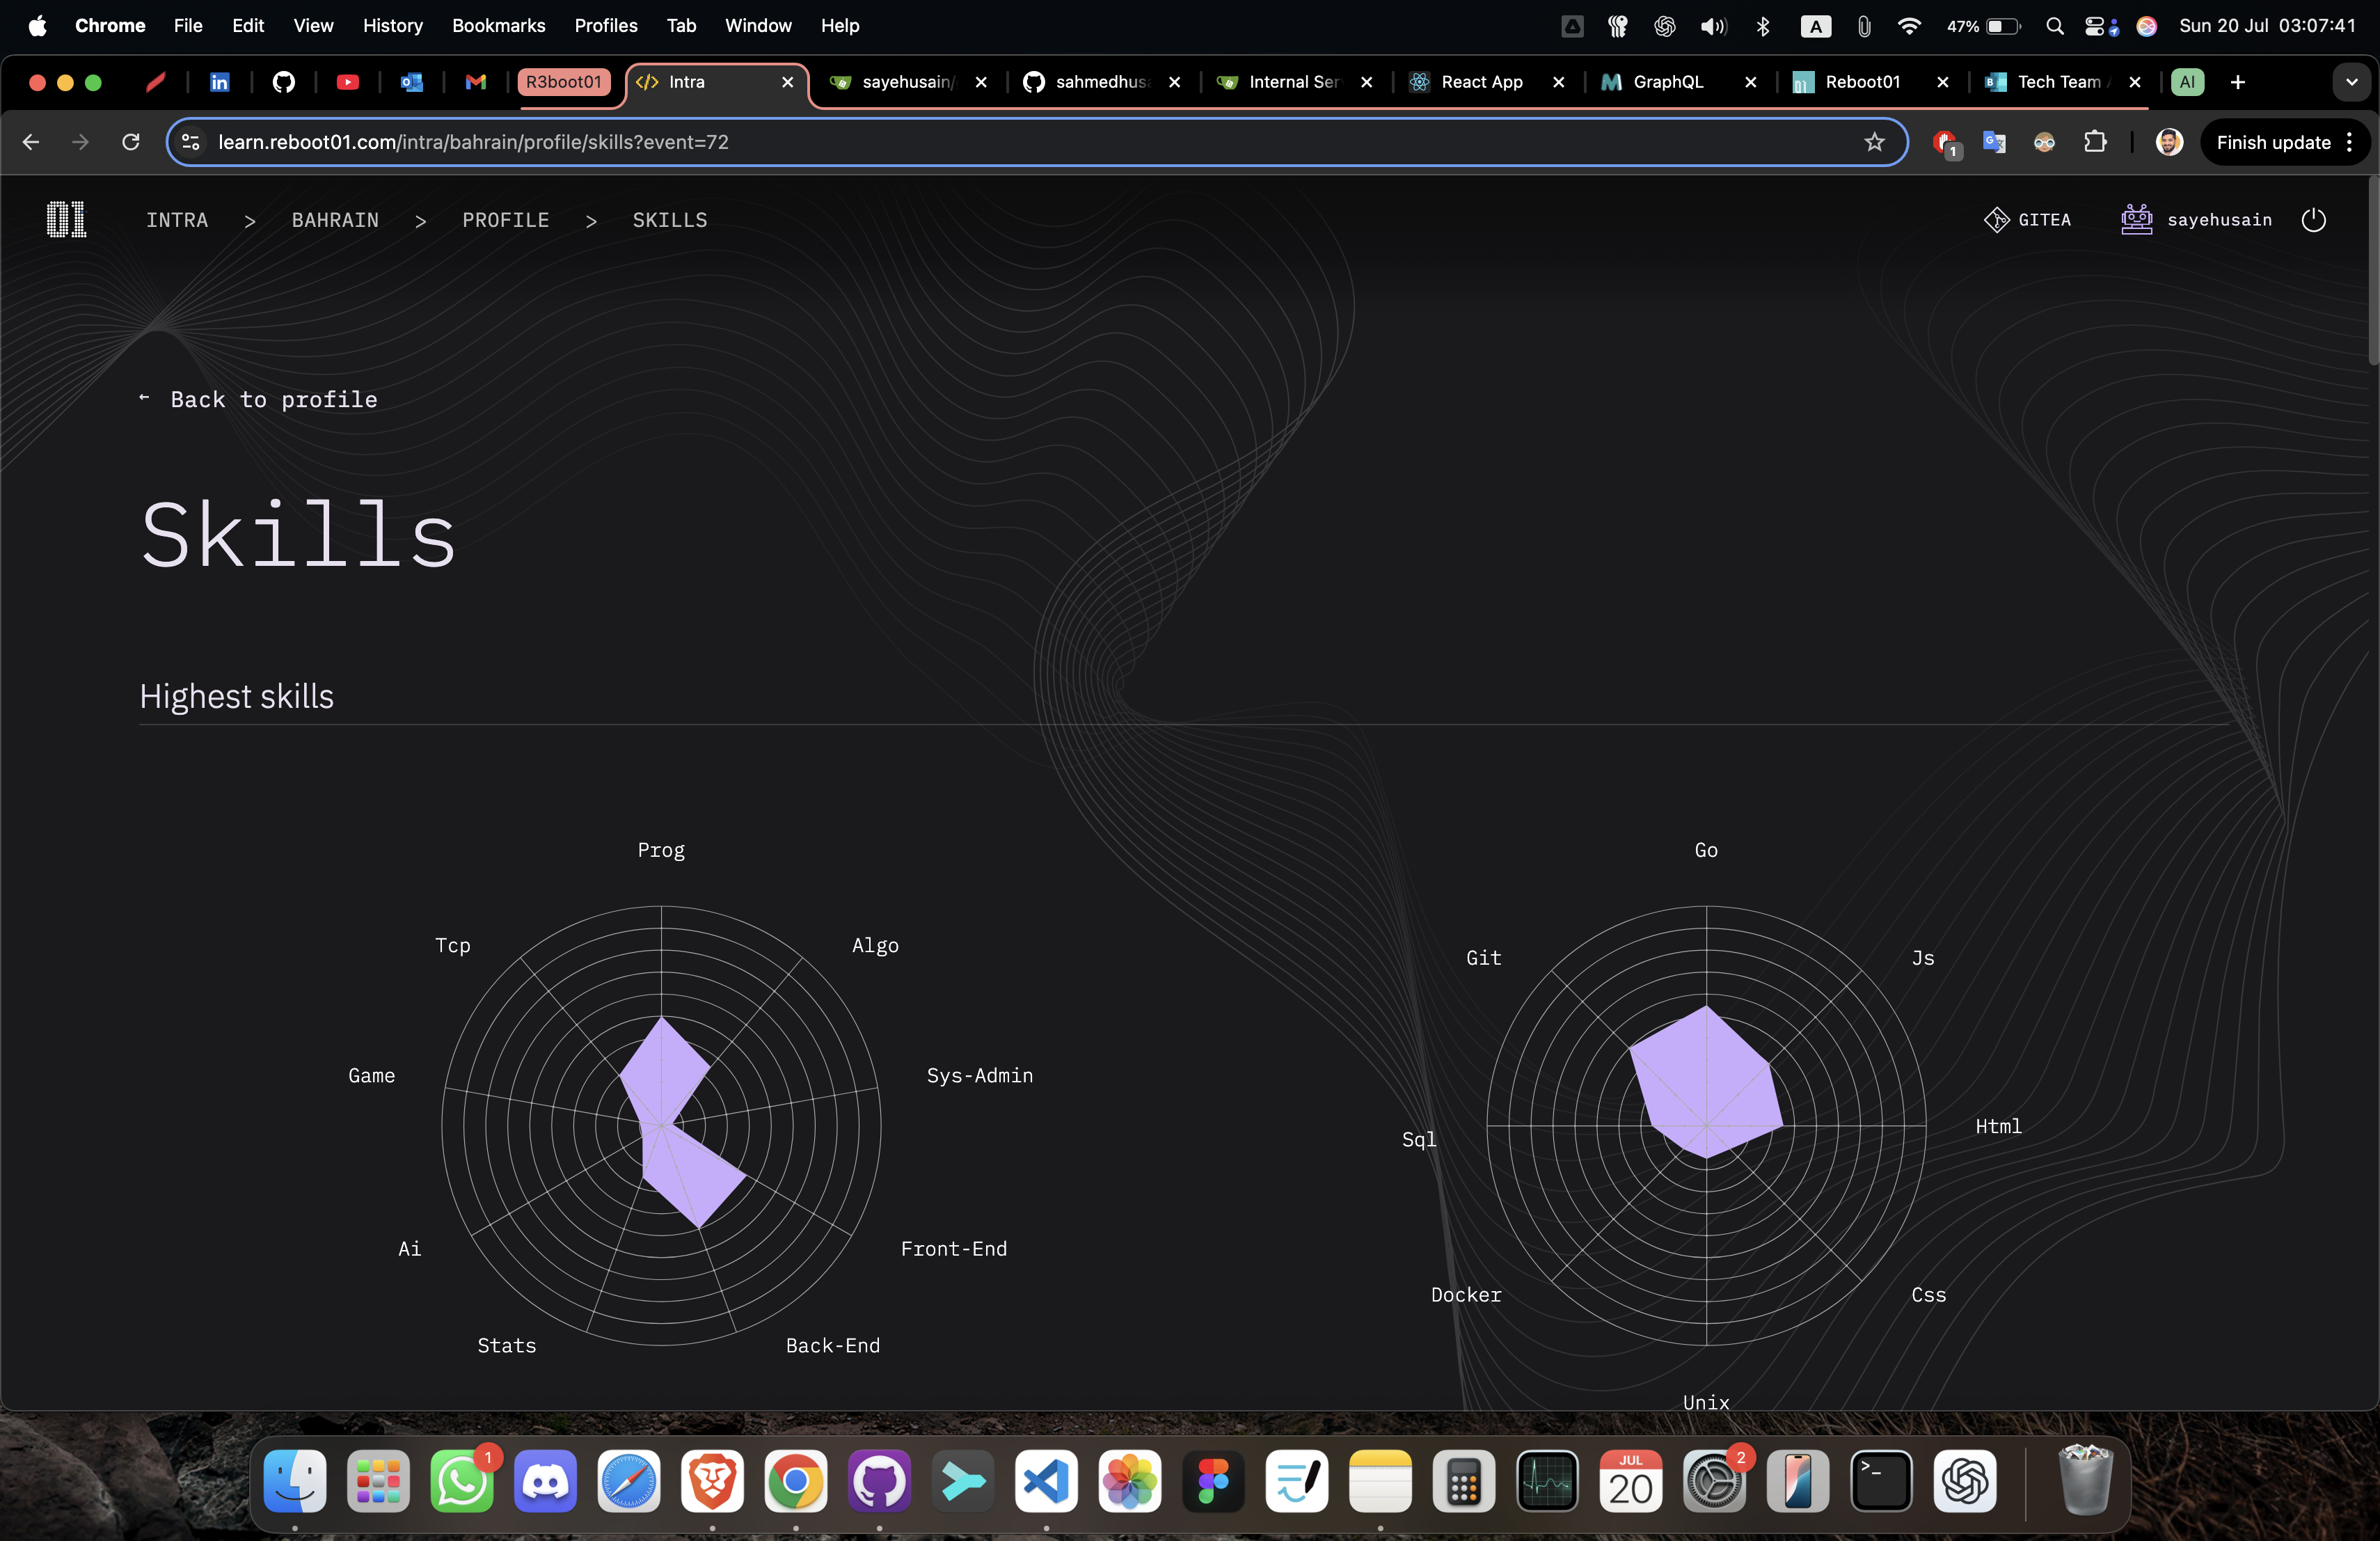 Chrome File Edit View History Bookmarks Profiles Tab Window Help A 47% Sun 20 Jul 03:07:41
R3boot01 Intra sayehusain/ sahmedhus Internal Ser React App GraphQL Reboot01 Tech Team AI
learn.reboot01.com/intra/bahrain/profile/skills?event=72 1 Finish update
01 INTRA > BAHRAIN > PROFILE > SKILLS GITEA sayehusain
← Back to profile
Skills
Highest skills
Prog
Algo
Sys-Admin
Front-End
Back-End
Stats
Ai
Game
Tcp
Go
Js
Html
Css
Unix
Docker
Sql
Git
1
JUL
20
2
>_